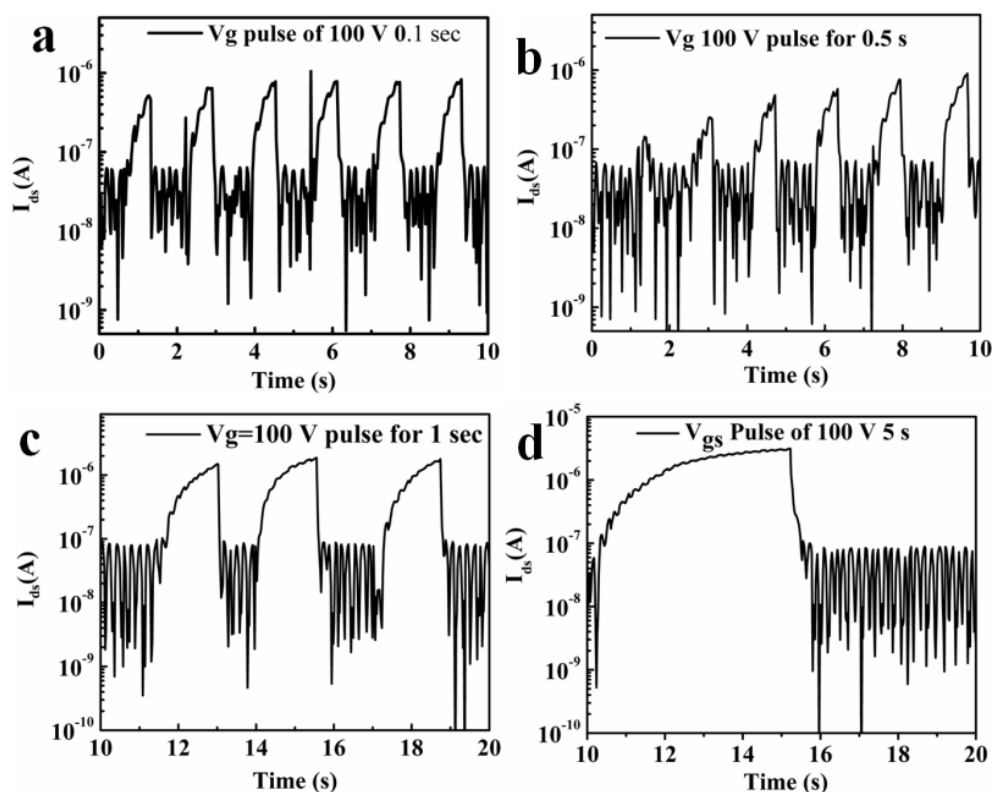 a
Vg pulse of 100 V 0.1 sec
10^-6
10^-7
10^-8
10^-9
I_ds(A)
0 2 4 6 8 10
Time (s)
b
Vg 100 V pulse for 0.5 s
10^-6
10^-7
10^-8
10^-9
I_ds(A)
0 2 4 6 8 10
Time (s)
c
Vg=100 V pulse for 1 sec
10^-6
10^-7
10^-8
10^-9
10^-10
I_ds(A)
10 12 14 16 18 20
Time (s)
d
V_gs Pulse of 100 V 5 s
10^-5
10^-6
10^-7
10^-8
10^-9
10^-10
I_ds(A)
10 12 14 16 18 20
Time (s)